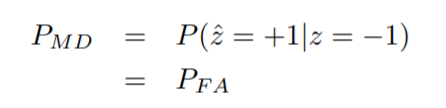 P_{MD} = P(\hat{z} = +1|z = -1)
= P_{FA}